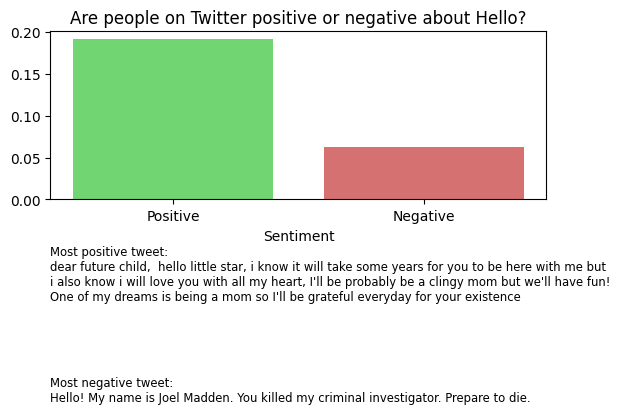 Are people on Twitter positive or negative about Hello?
0.20
0.15
0.10
0.05
0.00
Positive Negative
Sentiment
Most positive tweet:
dear future child,  hello little star, i know it will take some years for you to be here with me but
i also know i will love you with all my heart, I'll be probably be a clingy mom but we'll have fun!
One of my dreams is being a mom so I'll be grateful everyday for your existence
Most negative tweet:
Hello! My name is Joel Madden. You killed my criminal investigator. Prepare to die.